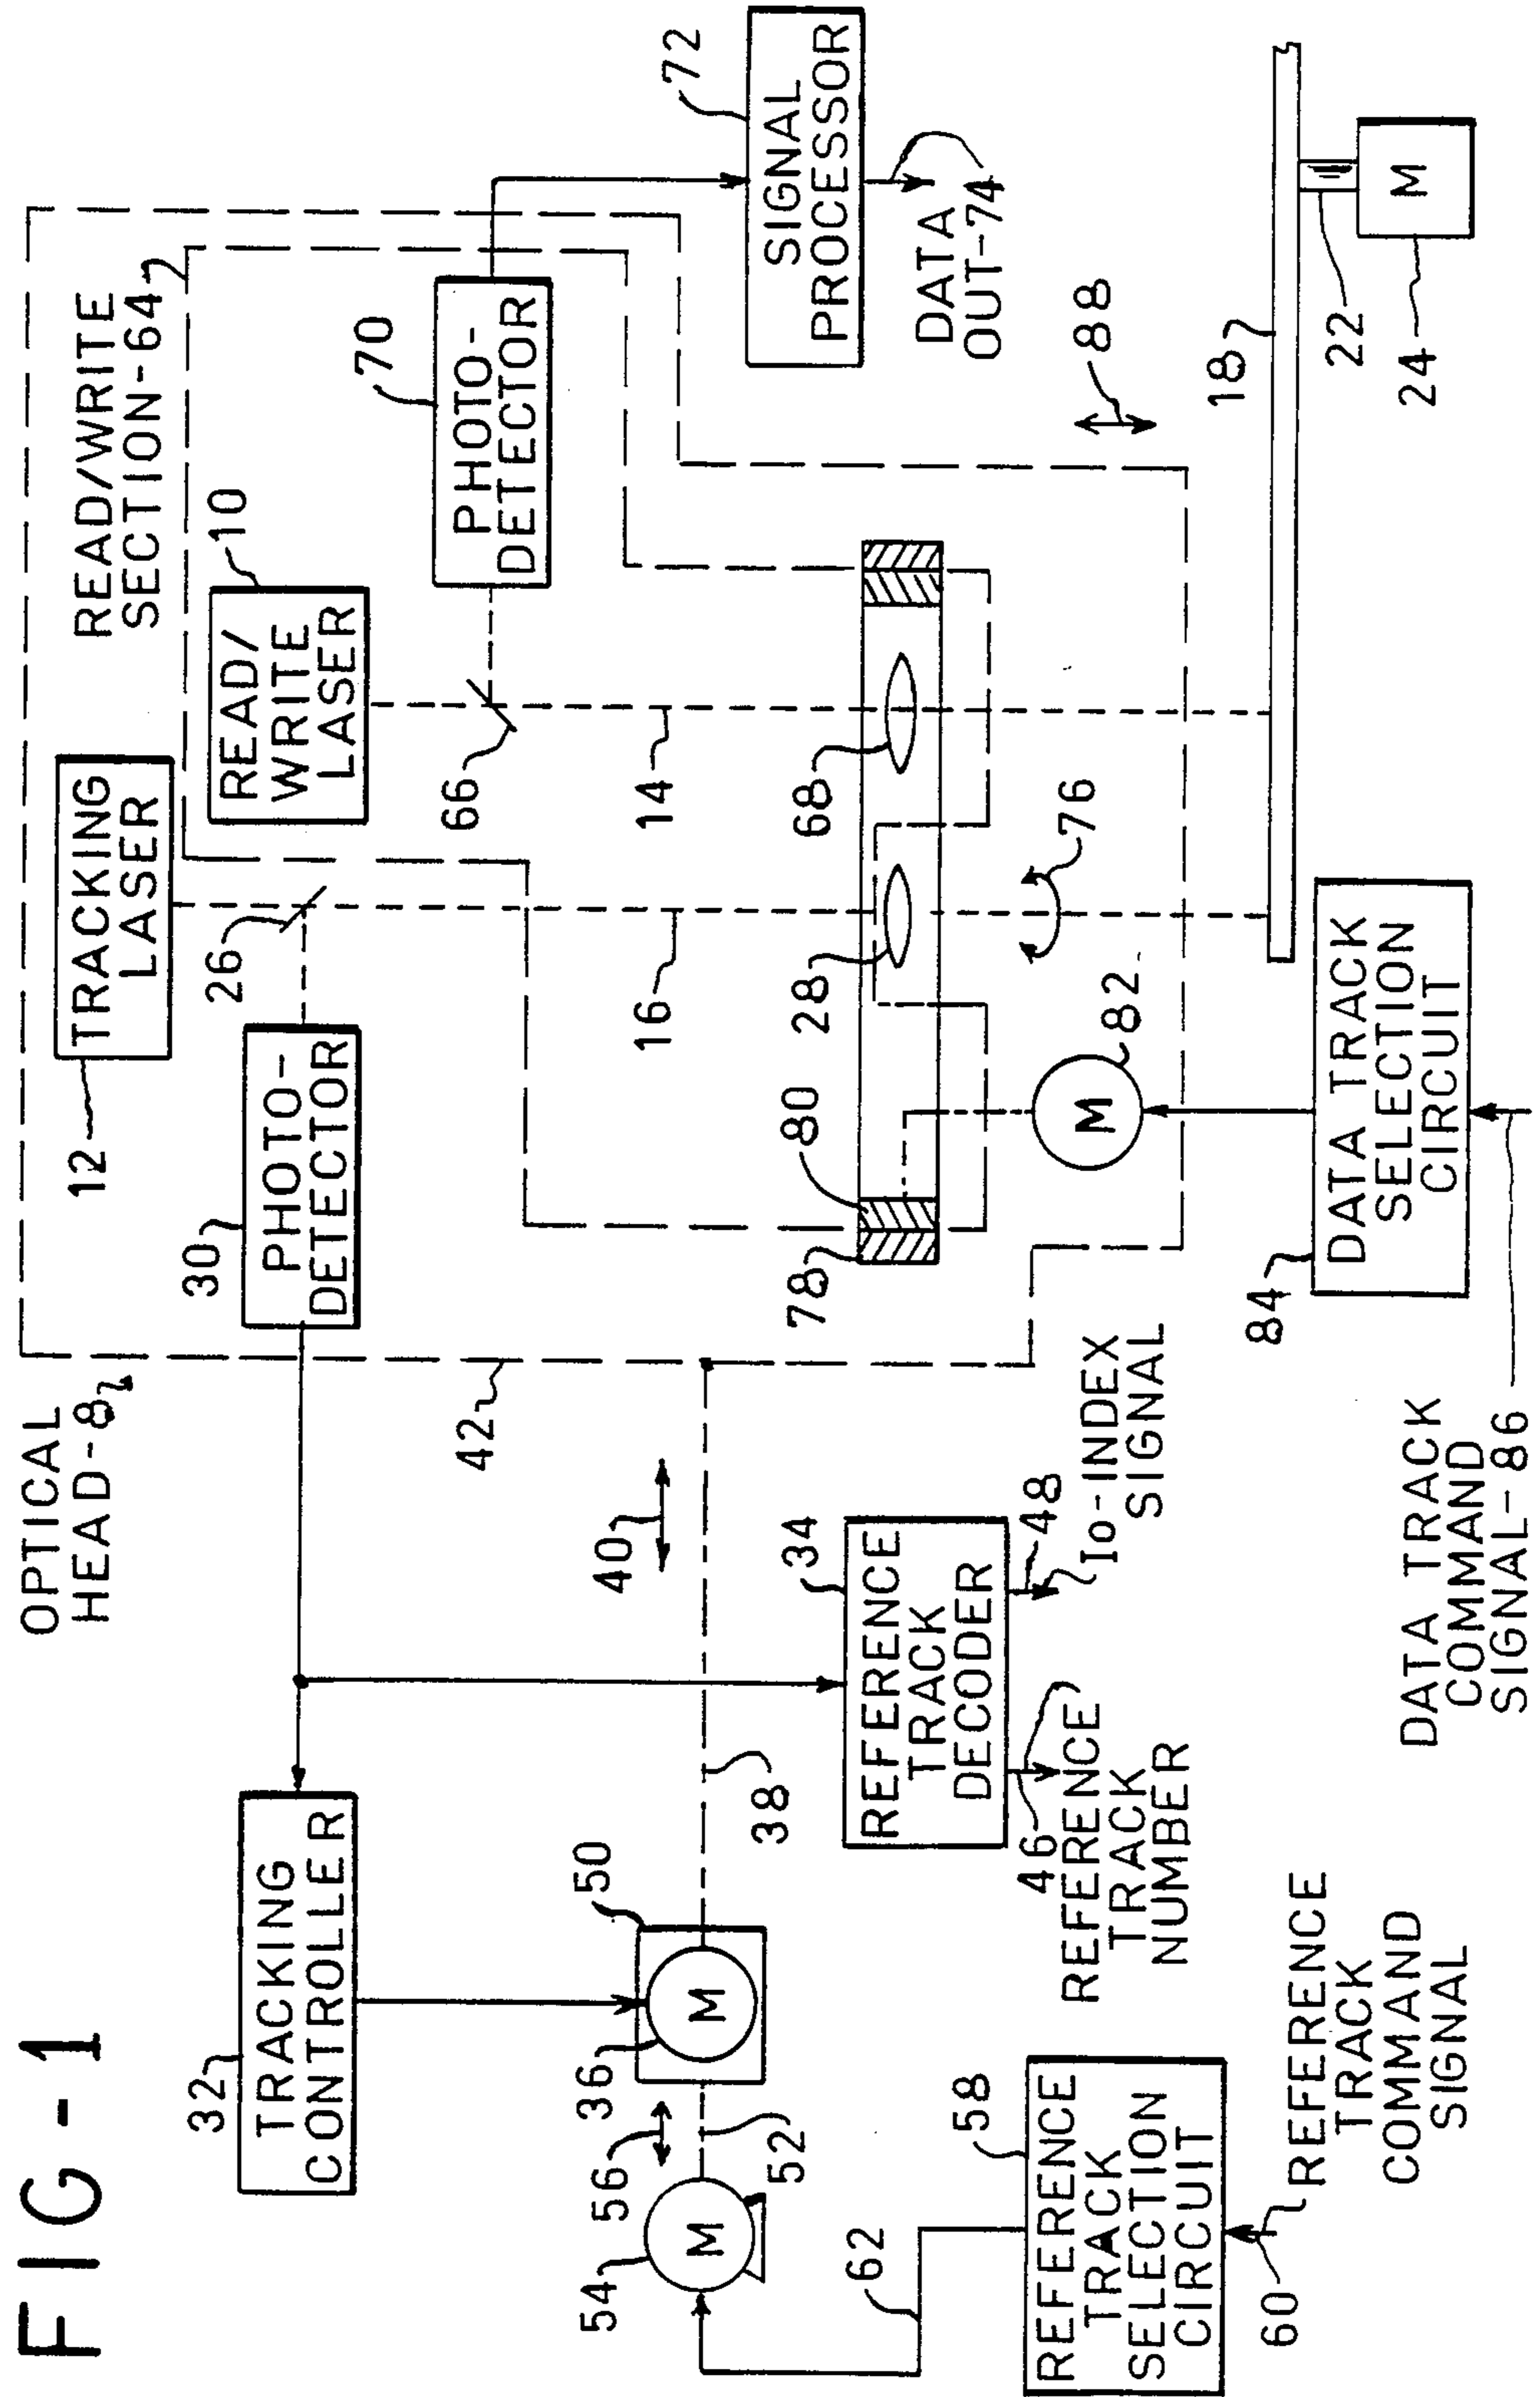 FIG-1
OPTICAL
HEAD-8
READ/WRITE
SECTION-64
12
TRACKING
LASER
10
READ/
WRITE
LASER
26
30
PHOTO-
DETECTOR
70
PHOTO-
DETECTOR
72
SIGNAL
PROCESSOR
DATA
OUT-74
32
TRACKING
CONTROLLER
42
66
16
14
40
38
50
36
M
56
52
54
M
62
34
REFERENCE
TRACK
DECODER
46
REFERENCE
TRACK
NUMBER
48
Io-INDEX
SIGNAL
78
80
28
68
76
88
82
M
18
22
24
M
58
REFERENCE
TRACK
SELECTION
CIRCUIT
60
REFERENCE
TRACK
COMMAND
SIGNAL
84
DATA TRACK
SELECTION
CIRCUIT
DATA TRACK
COMMAND
SIGNAL-86